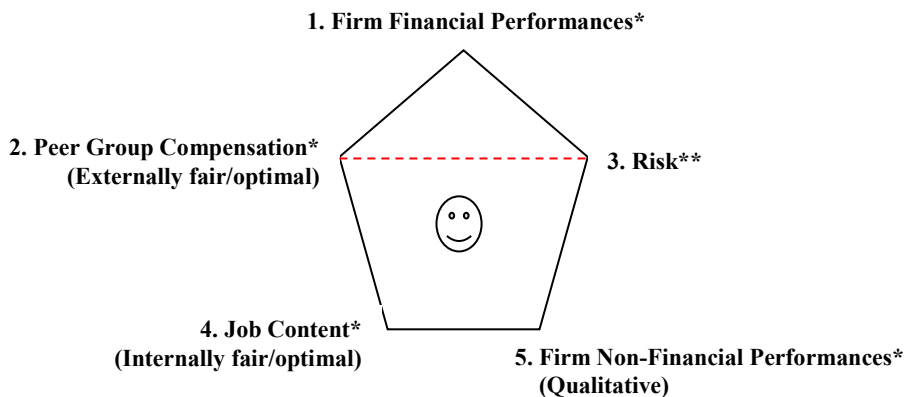 1. Firm Financial Performances*
2. Peer Group Compensation*
(Externally fair/optimal)
3. Risk**
4. Job Content*
(Internally fair/optimal)
5. Firm Non-Financial Performances*
(Qualitative)